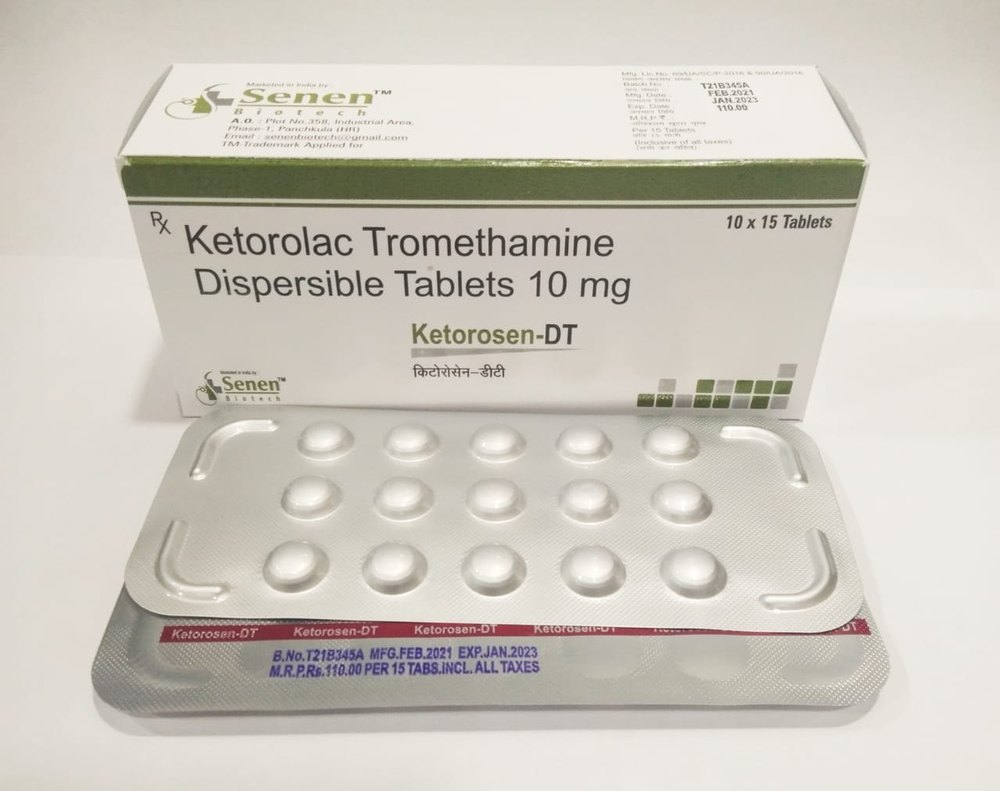 Marketed in India by
Senen™
Biotech
A.O. : Plot No.358, Industrial Area,
Phase-1, Panchkula (HR)
Email : senenbiotech@gmail.com
TM-Trademark Applied for
Batch No. T21B345A
Mfg. Date FEB.2021
Exp. Date JAN.2023
M.R.P ₹. 110.00
Per 15 Tablets
(Inclusive of all taxes)
Rx
10 x 15 Tablets
Ketorolac Tromethamine
Dispersible Tablets 10 mg
Ketorosen-DT
किटोरोसेन–डीटी
Marketed in India by
Senen™
Biotech
Ketorosen-DT Ketorosen-DT Ketorosen-DT Ketorosen-DT
B.No.T21B345A MFG.FEB.2021 EXP.JAN.2023
M.R.P.Rs.110.00 PER 15 TABS.INCL.ALL TAXES